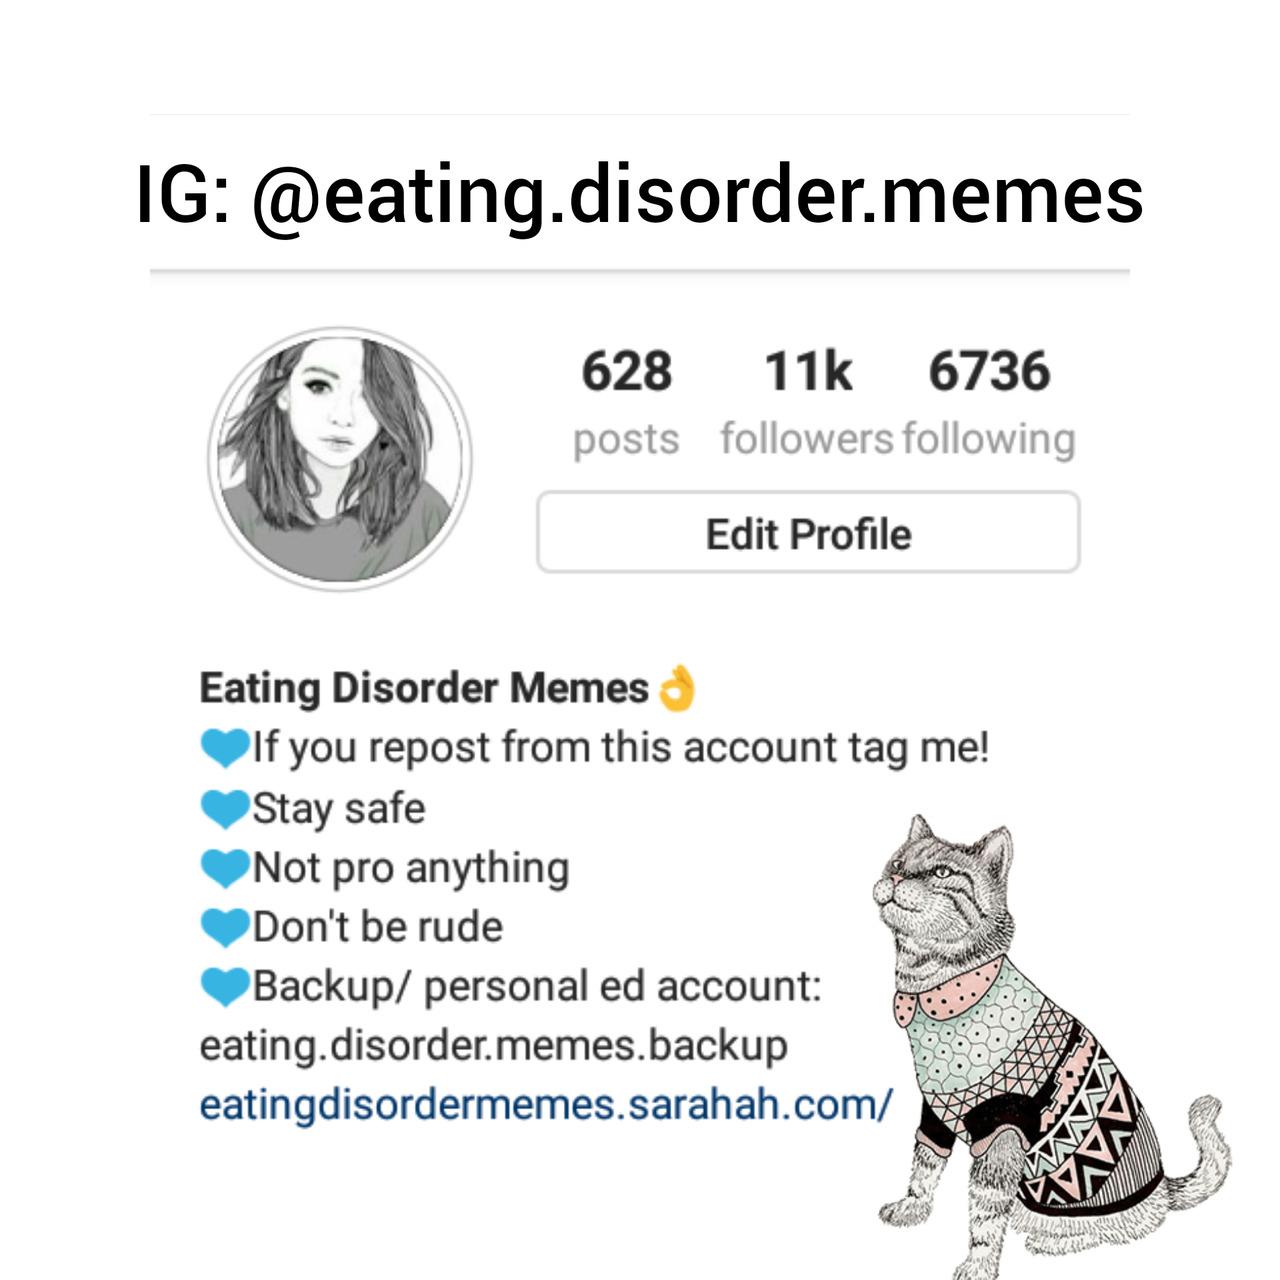 IG: @eating.disorder.memes
628 11k 6736
posts followers following
Edit Profile
Eating Disorder Memes👌
💙If you repost from this account tag me!
💙Stay safe
💙Not pro anything
💙Don't be rude
💙Backup/ personal ed account:
eating.disorder.memes.backup
eatingdisordermemes.sarahah.com/